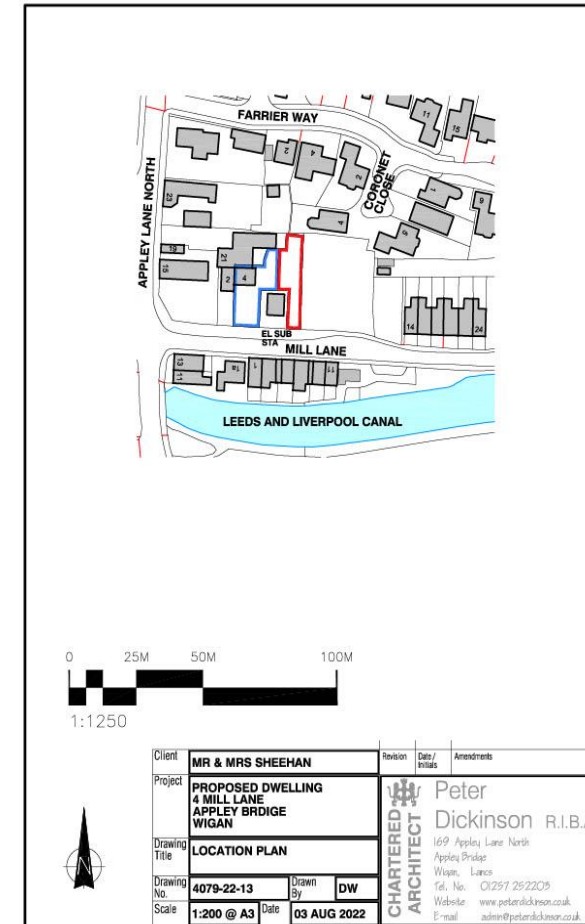 FARRIER WAY
APPLEY LANE NORTH
CORONET
CLOSE
11
15
2
4
2
1
9
23
4
6
19
15
21
2
4
EL SUB
STA
14
24
MILL LANE
13
11
1a
1
11
LEEDS AND LIVERPOOL CANAL
0 25M 50M 100M
1:1250
N
Client MR & MRS SHEEHAN
Project PROPOSED DWELLING
4 MILL LANE
APPLEY BRDIGE
WIGAN
Drawing
Title LOCATION PLAN
Drawing
No. 4079-22-13 Drawn
By DW
Scale 1:200 @ A3 Date 03 AUG 2022
Revision Date /
Initials Amendments
CHARTERED
ARCHITECT
Peter
Dickinson R.I.B.A
169 Appley Lane North
Appley Bridge
Wigan, Lancs
Tel. No. 01257 252203
Website www.peterdickinson.co.uk
E-mail admin@peterdickinson.co.uk